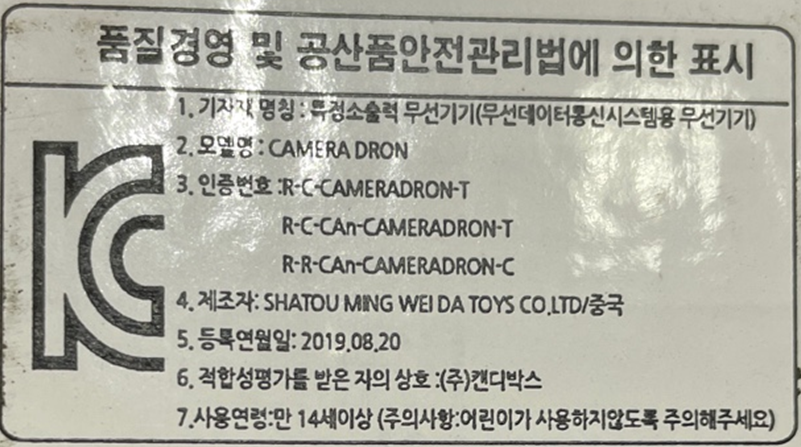 품질경영 및 공산품안전관리법에 의한 표시
1. 기자재 명칭 : 특정소출력 무선기기(무선데이터통신시스템용 무선기기)
2. 모델명 : CAMERA DRON
3. 인증번호 :R-C-CAMERADRON-T
R-C-CAn-CAMERADRON-T
R-R-CAn-CAMERADRON-C
4. 제조자: SHATOU MING WEI DA TOYS CO.LTD/중국
5. 등록연월일: 2019.08.20
6. 적합성평가를 받은 자의 상호 :(주)캔디박스
7.사용연령:만 14세이상 (주의사항:어린이가 사용하지않도록 주의해주세요)